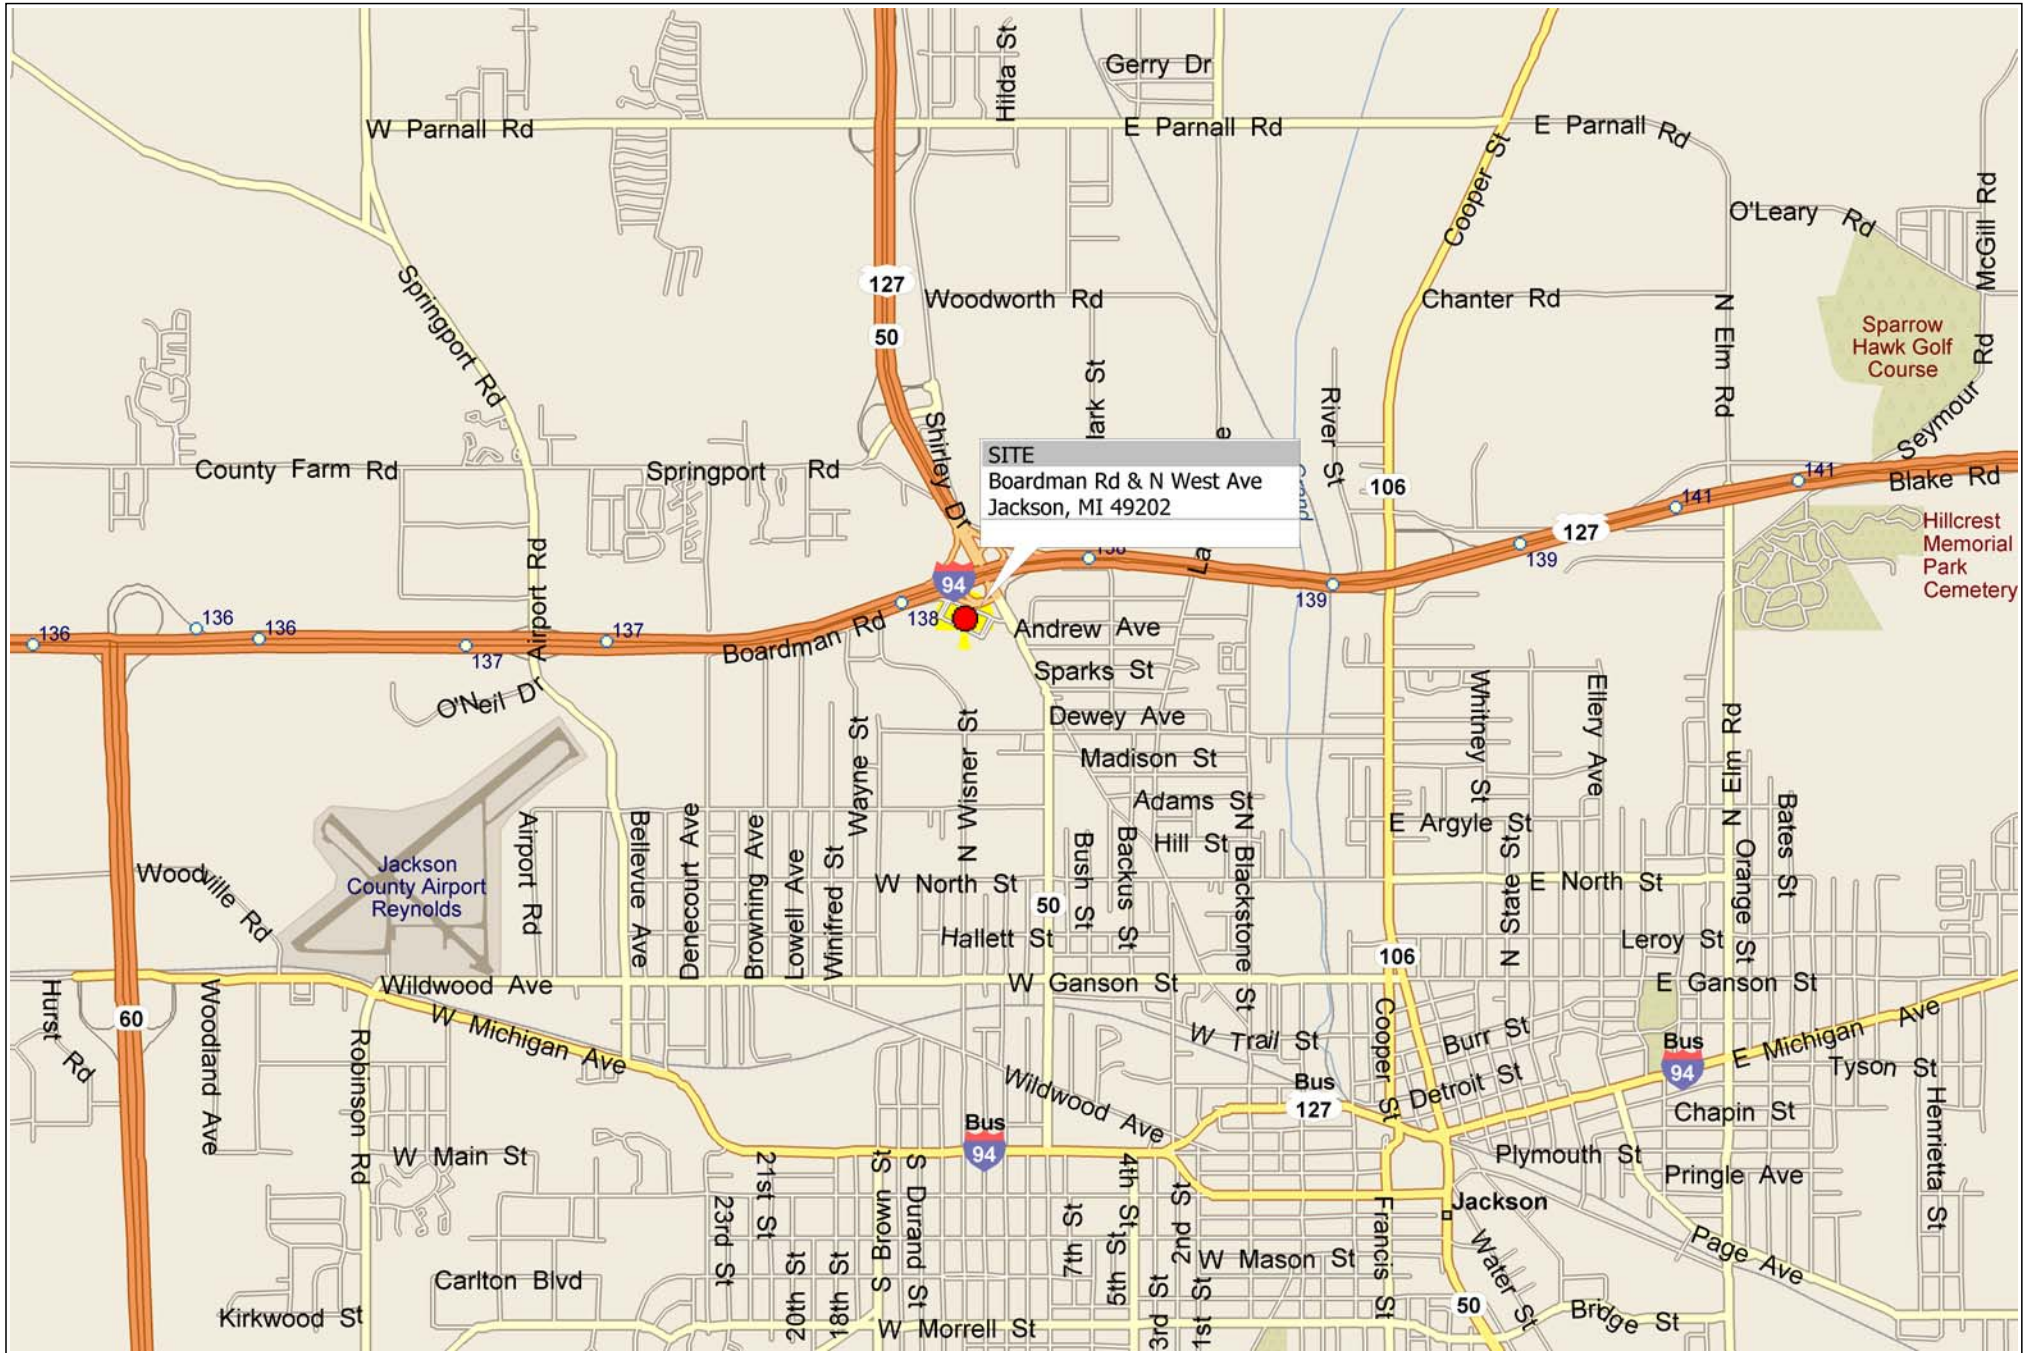 Hilda St
Gerry Dr
W Parnall Rd
E Parnall Rd
E Parnall Rd
Cooper St
O'Leary Rd
McGill Rd
Springport Rd
127
Woodworth Rd
Chanter Rd
50
N Elm Rd
Sparrow
Hawk Golf
Course
Seymour Rd
River St
Shirley Dr
SITE
Boardman Rd & N West Ave
Jackson, MI 49202
County Farm Rd
Springport Rd
106
141
141
Blake Rd
127
Hillcrest
Memorial
Park
Cemetery
Airport Rd
94
139
139
136
136
136
137
137
Boardman Rd
138
Andrew Ave
Sparks St
O'Neil Dr
Dewey Ave
Wayne St
N Wisner St
Madison St
Whitney St
Ellery Ave
N Elm Rd
Adams St
E Argyle St
Hill St
Bates St
Jackson
County Airport
Reynolds
Woodville Rd
Airport Rd
Bellevue Ave
Denecourt Ave
Browning Ave
Lowell Ave
Winifred St
W North St
50
Bush St
Backus St
N Blackstone St
N State St
E North St
Orange St
Hallett St
Leroy St
106
Wildwood Ave
W Ganson St
E Ganson St
Hurst Rd
60
Woodland Ave
Robinson Rd
W Michigan Ave
W Trail St
Cooper St
Burr St
Detroit St
Bus
94
E Michigan Ave
Tyson St
Henrietta St
Wildwood Ave
Bus
127
Chapin St
Bus
94
W Main St
Plymouth St
Pringle Ave
21st St
23rd St
S Brown St
S Durand St
4th St
2nd St
Jackson
7th St
5th St
Francis St
Water St
Page Ave
W Mason St
Carlton Blvd
20th St
18th St
3rd St
1st St
50
Kirkwood St
W Morrell St
Bridge St